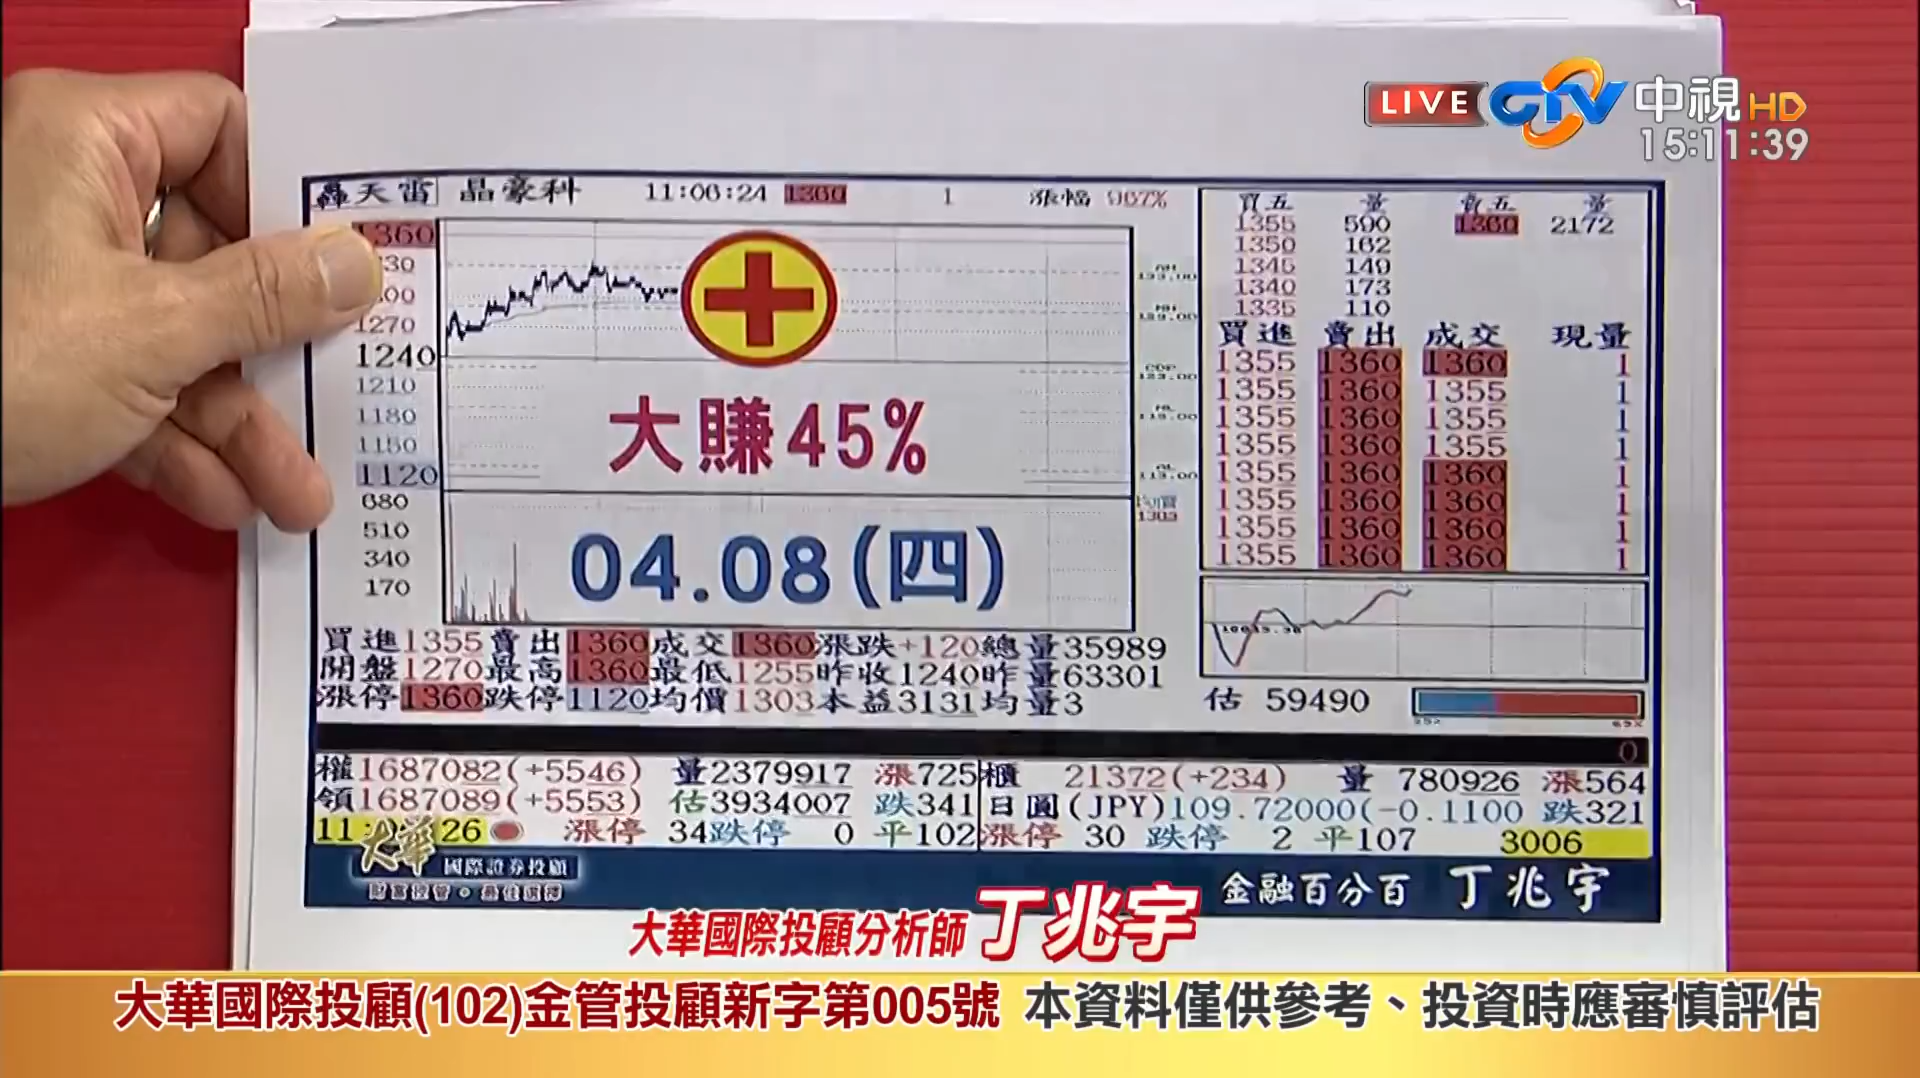 LIVE CTV 中視 HD
15:11:39
轟天雷 晶豪科 11:06:24 1360 1 漲幅 967%
買五 量 賣五 量
1355 590 1360 2172
1350 162
1345 149
1340 173
1335 110
買進 賣出 成交 現量
1355 1360 1360 1
1355 1360 1355 1
1355 1360 1355 1
1355 1360 1355 1
1355 1360 1360 1
1355 1360 1360 1
1355 1360 1360 1
1355 1360 1360 1
1360
1270
1240
1210
1180
1150
1120
680
510
340
170
大賺45%
04.08(四)
1303
買進1355賣出1360成交1360漲跌+120總量35989
開盤1270最高1360最低1255昨收1240昨量63301
漲停1360跌停1120均價1303本益3131均量3
估 59490
0
權1687082(+5546) 量2379917 漲725
領1687089(+5553) 估3934007 跌341
26 漲停 34跌停 0 平102
櫃 21372(+234) 量 780926 漲564
日圓(JPY)109.72000(-0.1100 跌321
漲停 30 跌停 2 平107 3006
大華國際證券投顧
財富控管•最佳選擇
金融百分百 丁兆宇
大華國際投顧分析師 丁兆宇
大華國際投顧(102)金管投顧新字第005號 本資料僅供參考、投資時應審慎評估